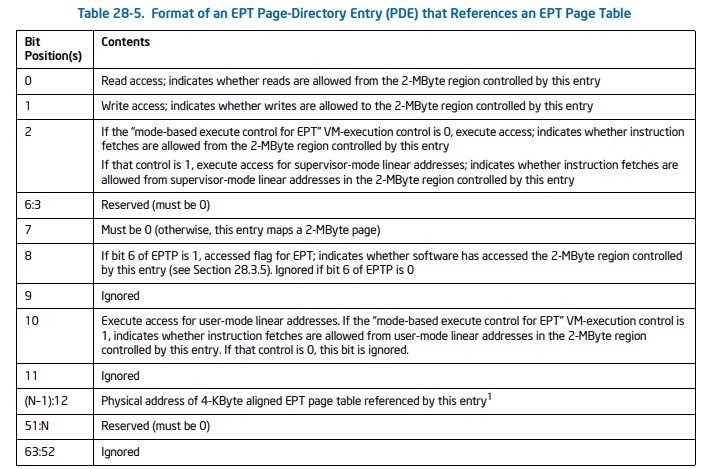 Table 28-5. Format of an EPT Page-Directory Entry (PDE) that References an EPT Page Table
Bit
Position(s)
Contents
0
Read access; indicates whether reads are allowed from the 2-MByte region controlled by this entry
1
Write access; indicates whether writes are allowed to the 2-MByte region controlled by this entry
2
If the “mode-based execute control for EPT” VM-execution control is 0, execute access; indicates whether instruction
fetches are allowed from the 2-MByte region controlled by this entry
If that control is 1, execute access for supervisor-mode linear addresses; indicates whether instruction fetches are
allowed from supervisor-mode linear addresses in the 2-MByte region controlled by this entry
6:3
Reserved (must be 0)
7
Must be 0 (otherwise, this entry maps a 2-MByte page)
8
If bit 6 of EPTP is 1, accessed flag for EPT; indicates whether software has accessed the 2-MByte region controlled
by this entry (see Section 28.3.5). Ignored if bit 6 of EPTP is 0
9
Ignored
10
Execute access for user-mode linear addresses. If the “mode-based execute control for EPT” VM-execution control is
1, indicates whether instruction fetches are allowed from user-mode linear addresses in the 2-MByte region
controlled by this entry. If that control is 0, this bit is ignored.
11
Ignored
(N–1):12
Physical address of 4-KByte aligned EPT page table referenced by this entry1
51:N
Reserved (must be 0)
63:52
Ignored